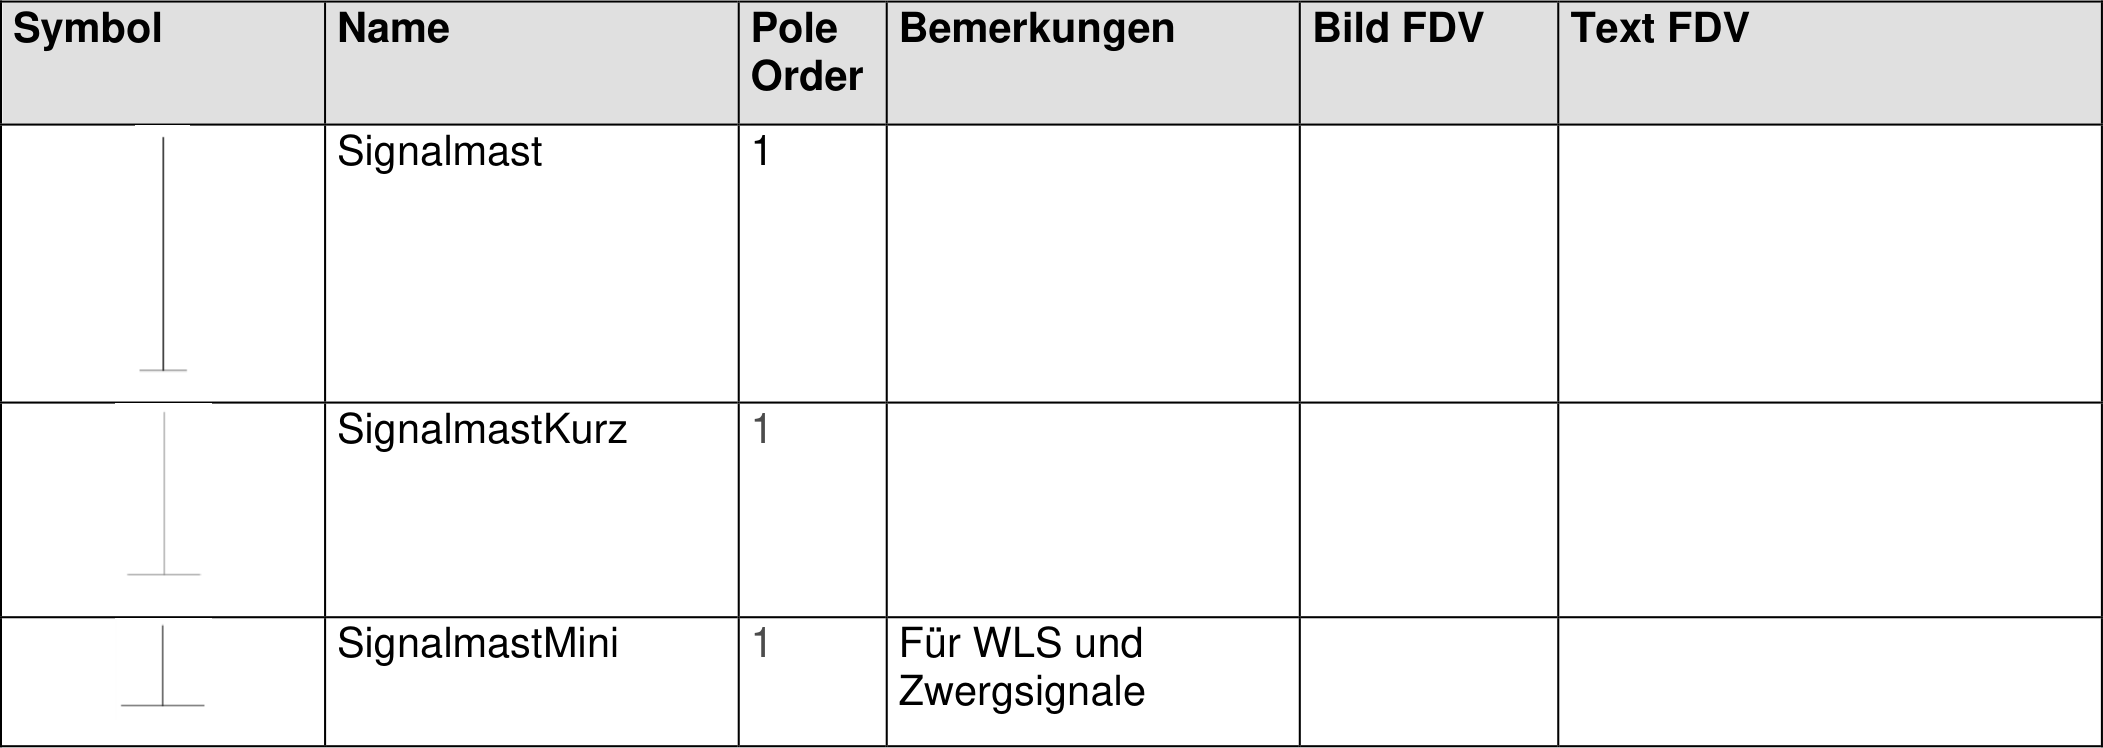 Symbol Name Pole Order Bemerkungen Bild FDV Text FDV
Signalmast 1
SignalmastKurz 1
SignalmastMini 1 Für WLS und
Zwergsignale